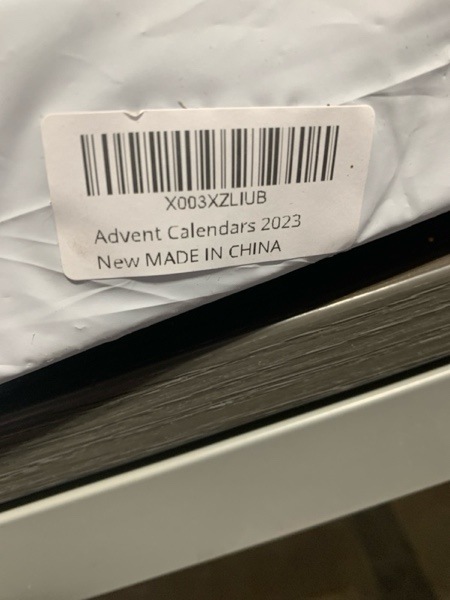 X003XZLIUB
Advent Calendars 2023
New MADE IN CHINA